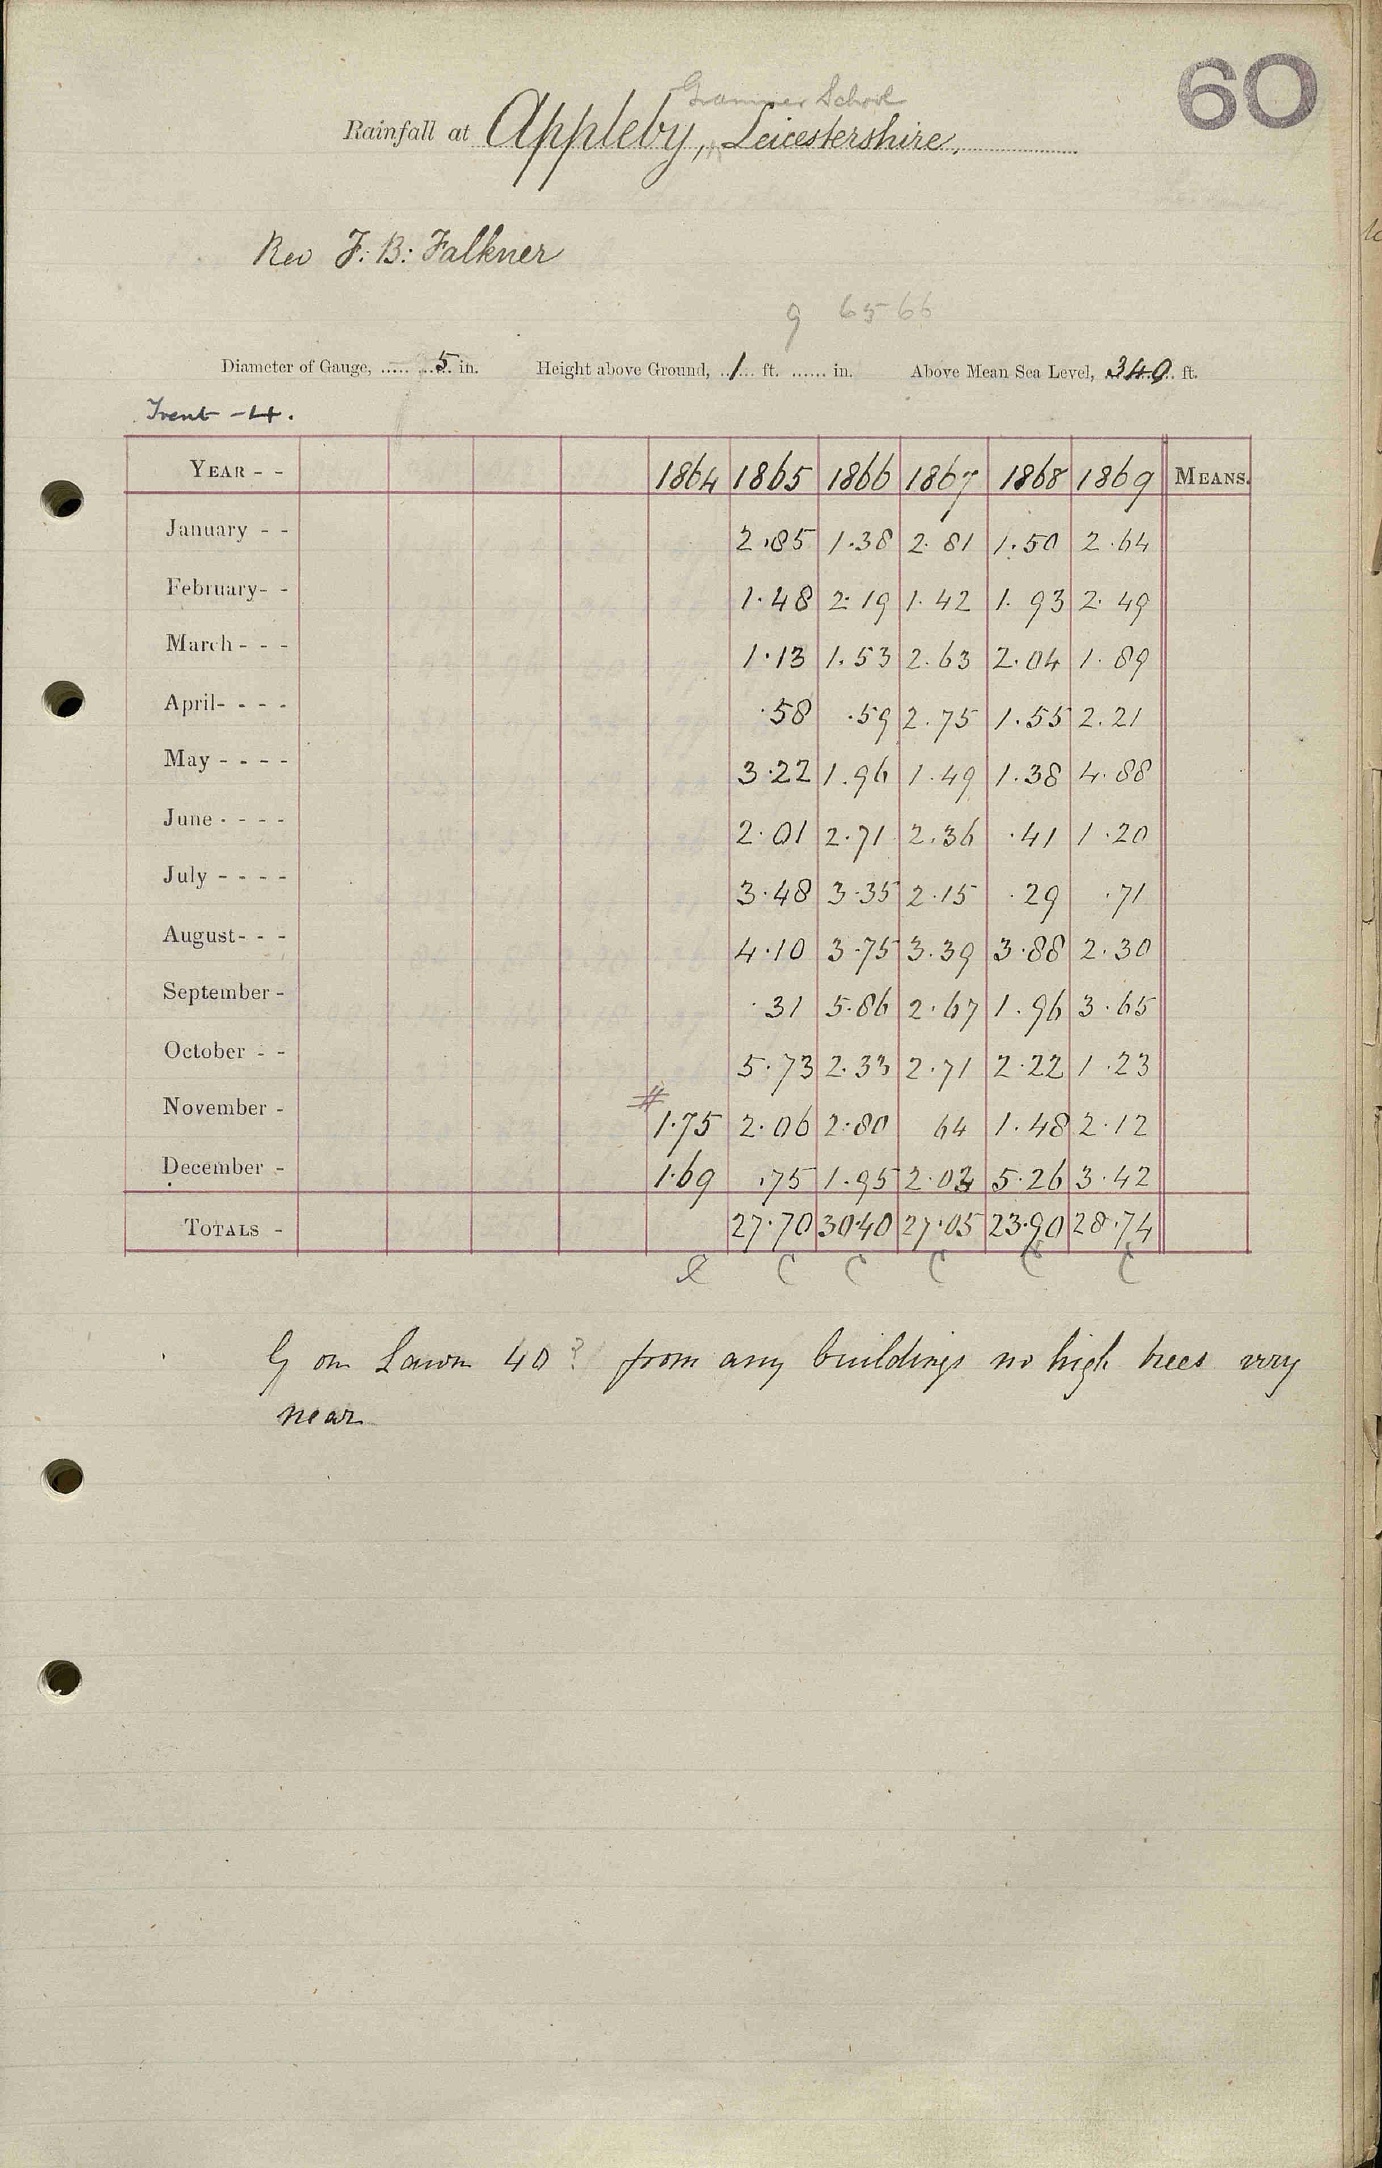 60
Grammar School
Rainfall at Appleby, Leicestershire.
Rev F. B. Falkner
9 65 66
Diameter of Gauge, ...... 5 in. Height above Ground, 1 ft. ...... in. Above Mean Sea Level, 340 ft.
Trent - 4.
YEAR - - 1864 1865 1866 1867 1868 1869 MEANS.
January - - 2.85 1.38 2.81 1.50 2.64
February- - 1.48 2.19 1.42 1.93 2.49
March - - - 1.13 1.53 2.63 2.04 1.89
April- - - - .58 .59 2.75 1.55 2.21
May - - - - 3.22 1.96 1.49 1.38 4.88
June - - - - 2.01 2.71 2.36 .41 1.20
July - - - - 3.48 3.35 2.15 .29 .71
August- - - 4.10 3.75 3.39 3.88 2.30
September - .31 5.86 2.67 1.96 3.65
October - - 5.73 2.33 2.71 2.22 1.23
November - # 1.75 2.06 2.80 64 1.48 2.12
December - 1.69 .75 1.95 2.03 5.26 3.42
TOTALS - 27.70 30.40 27.05 23.90 28.74
C C C C C
G on Lawn 40 ? from any buildings no high trees very
near